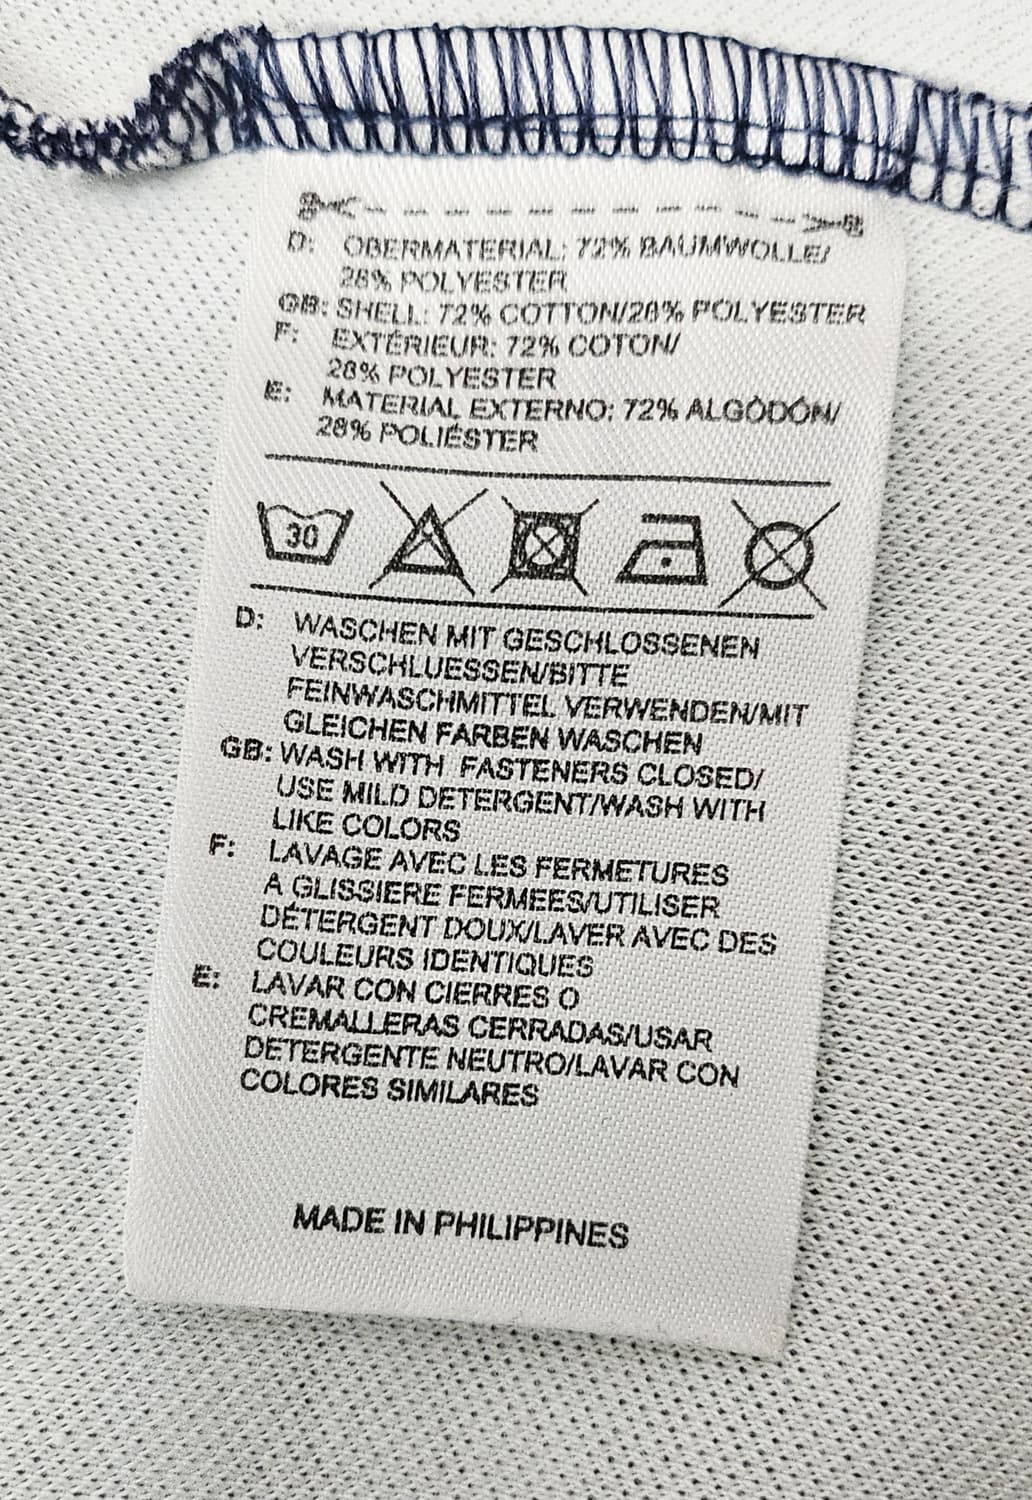 D: OBERMATERIAL: 72% BAUMWOLLE/
28% POLYESTER
GB: SHELL: 72% COTTON/28% POLYESTER
F: EXTÉRIEUR: 72% COTON/
28% POLYESTER
E: MATERIAL EXTERNO: 72% ALGÒDÓN/
28% POLIÉSTER
30
D: WASCHEN MIT GESCHLOSSENEN
VERSCHLUESSEN/BITTE
FEINWASCHMITTEL VERWENDEN/MIT
GLEICHEN FARBEN WASCHEN
GB: WASH WITH FASTENERS CLOSED/
USE MILD DETERGENT/WASH WITH
LIKE COLORS
F: LAVAGE AVEC LES FERMETURES
A GLISSIERE FERMEES/UTILISER
DÉTERGENT DOUX/LAVER AVEC DES
COULEURS IDENTIQUES
E: LAVAR CON CIERRES O
CREMALLERAS CERRADAS/USAR
DETERGENTE NEUTRO/LAVAR CON
COLORES SIMILARES
MADE IN PHILIPPINES